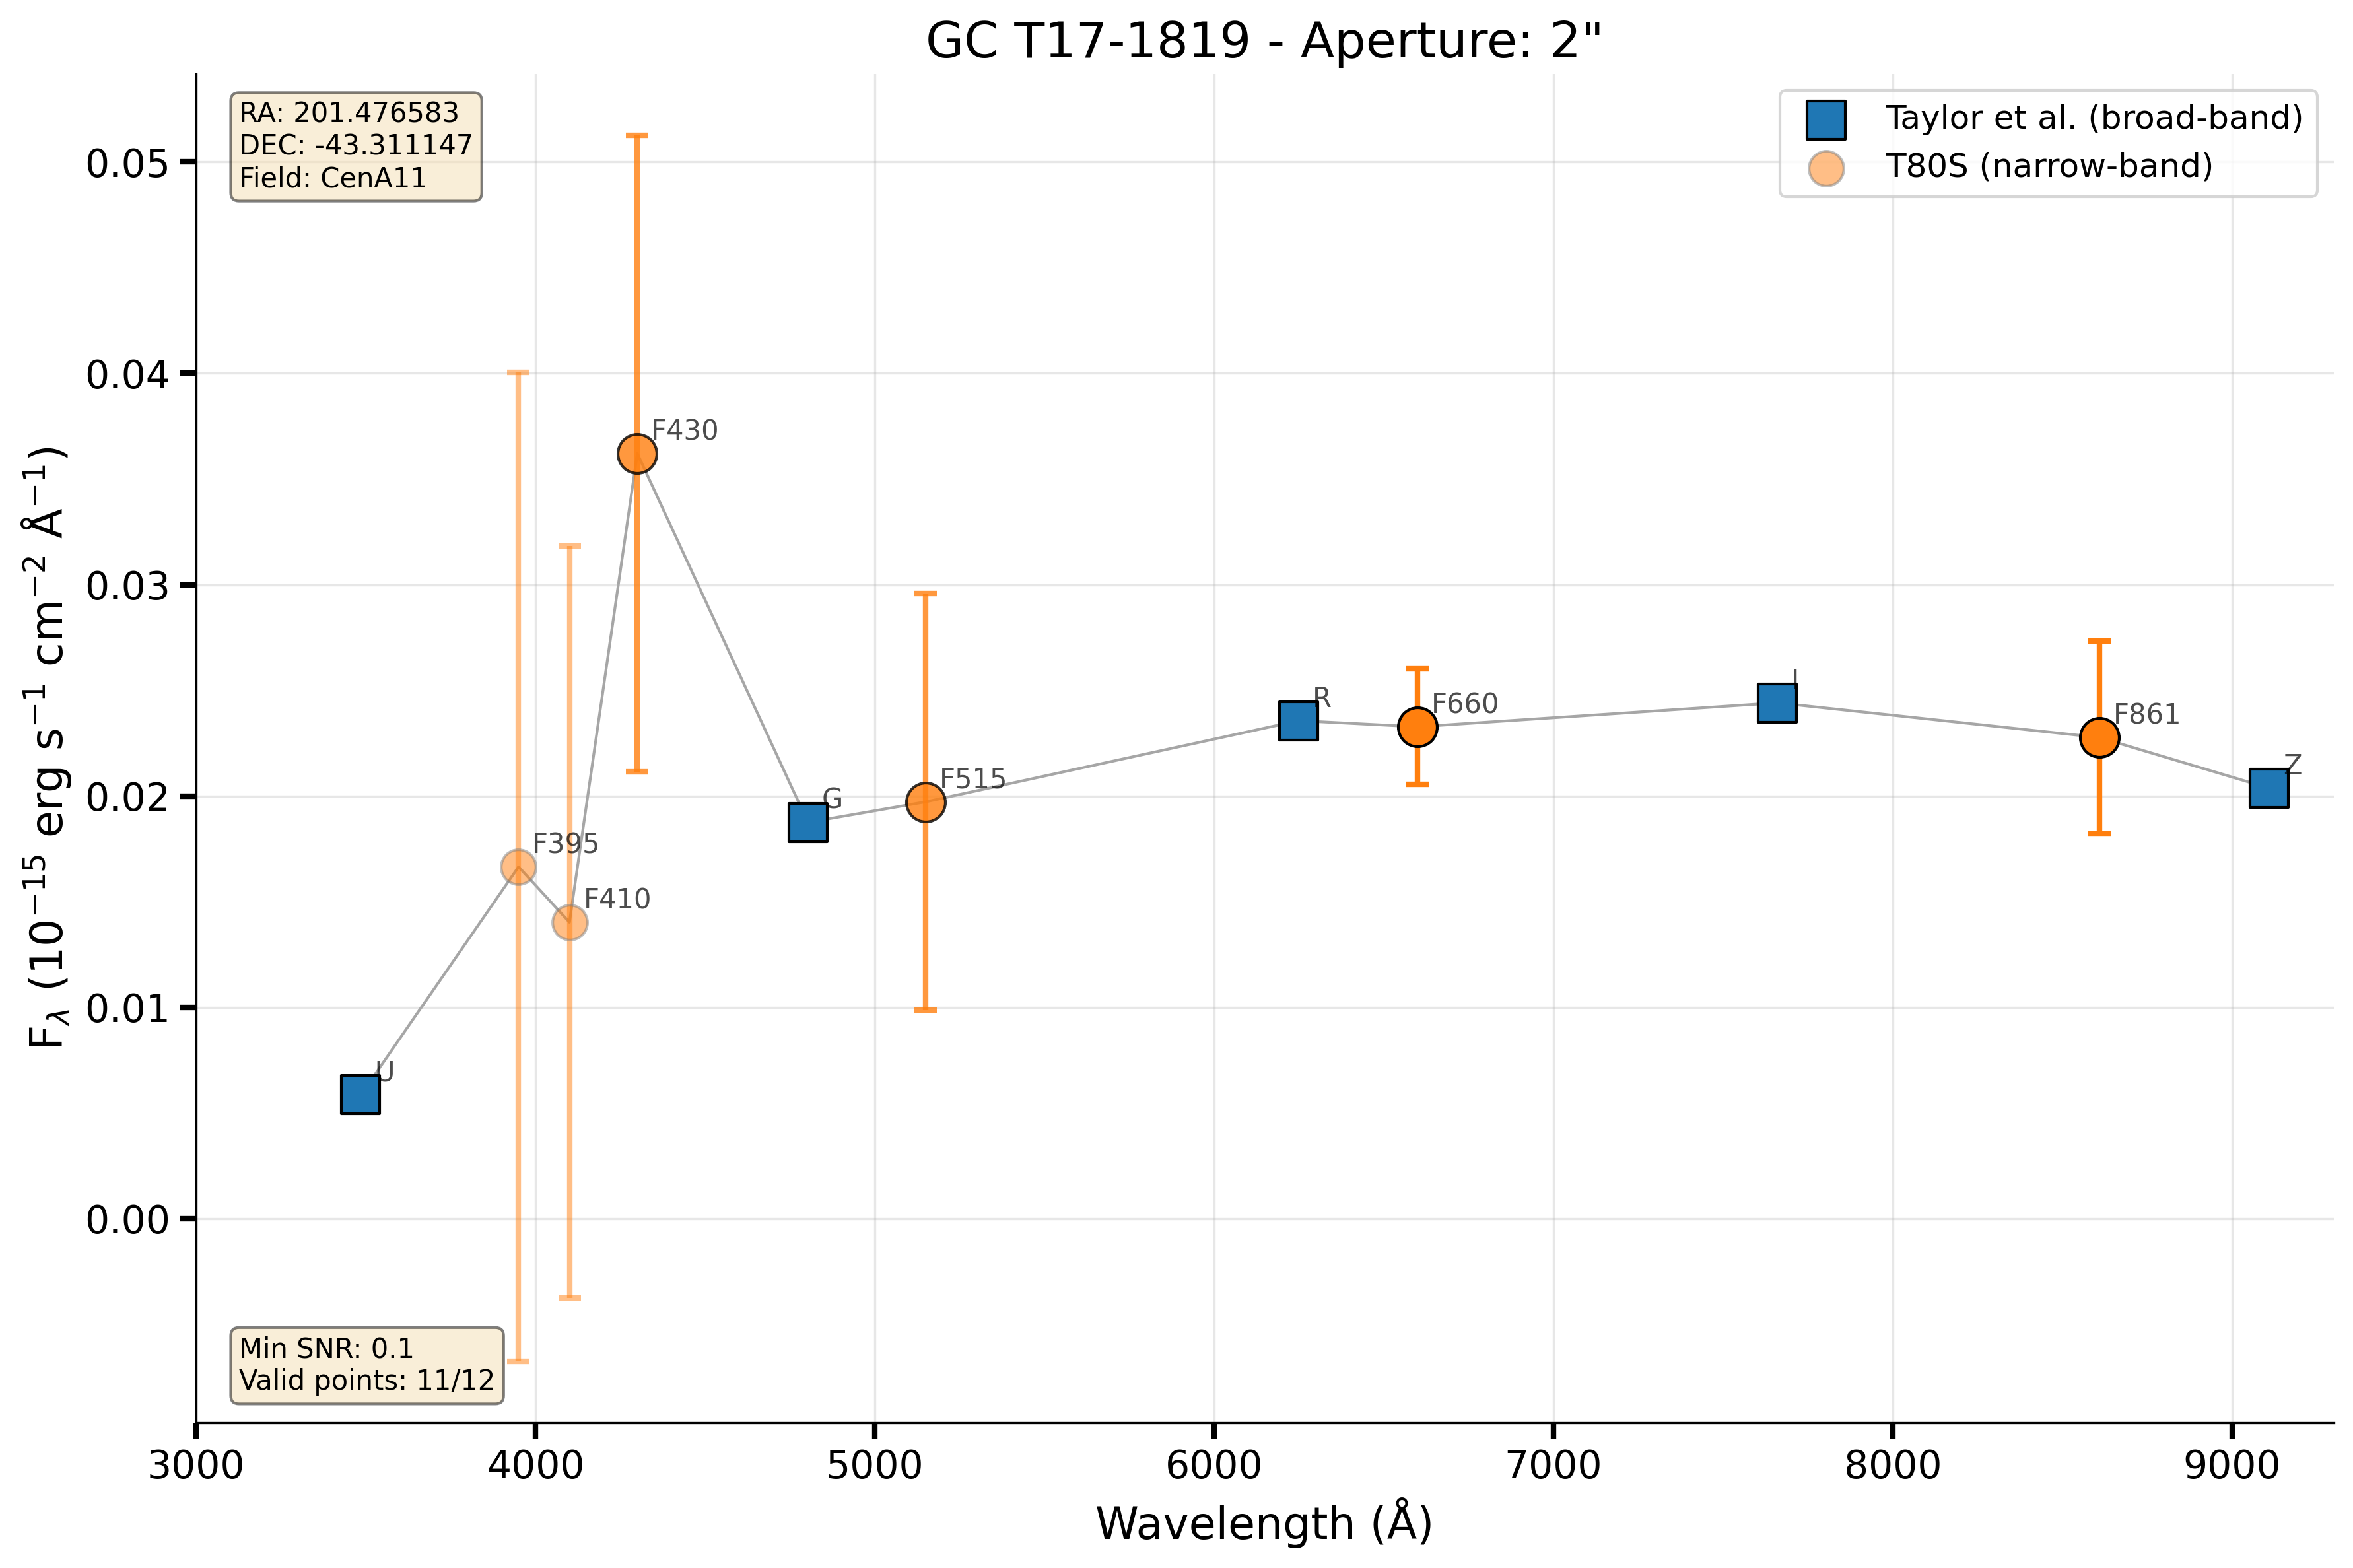 GC T17-1819 - Aperture: 2"
RA: 201.476583
DEC: -43.311147
Field: CenA11
Taylor et al. (broad-band)
T80S (narrow-band)
0.05
0.04
0.03
0.02
0.01
0.00
F430
F395
F410
U
G
F515
R
F660
I
F861
Z
Min SNR: 0.1
Valid points: 11/12
3000 4000 5000 6000 7000 8000 9000
Wavelength (Å)
Fλ (10⁻¹⁵ erg s⁻¹ cm⁻² Å⁻¹)